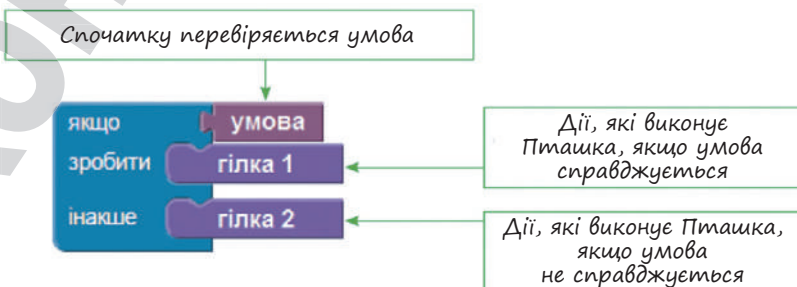 Спочатку перевіряється умова
якщо умова
зробити гілка 1
інакше гілка 2
Дії, які виконує
Пташка, якщо умова
справджується
Дії, які виконує Пташка,
якщо умова
не справджується